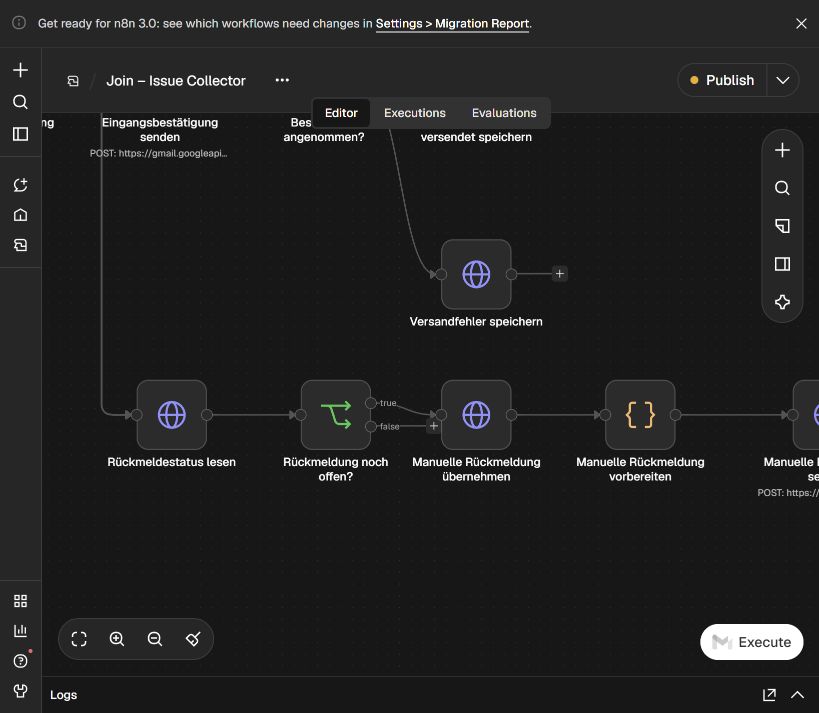 Get ready for n8n 3.0: see which workflows need changes in Settings > Migration Report.
/ Join – Issue Collector ...
Publish
Editor Executions Evaluations
ng
Eingangsbestätigung
senden
POST: https://gmail.googleapi...
angenommen?
versendet speichern
Versandfehler speichern
true
false
Rückmeldestatus lesen
Rückmeldung noch
offen?
Manuelle Rückmeldung
übernehmen
Manuelle Rückmeldung
vorbereiten
Manuelle
se
POST: https://
Execute
Logs